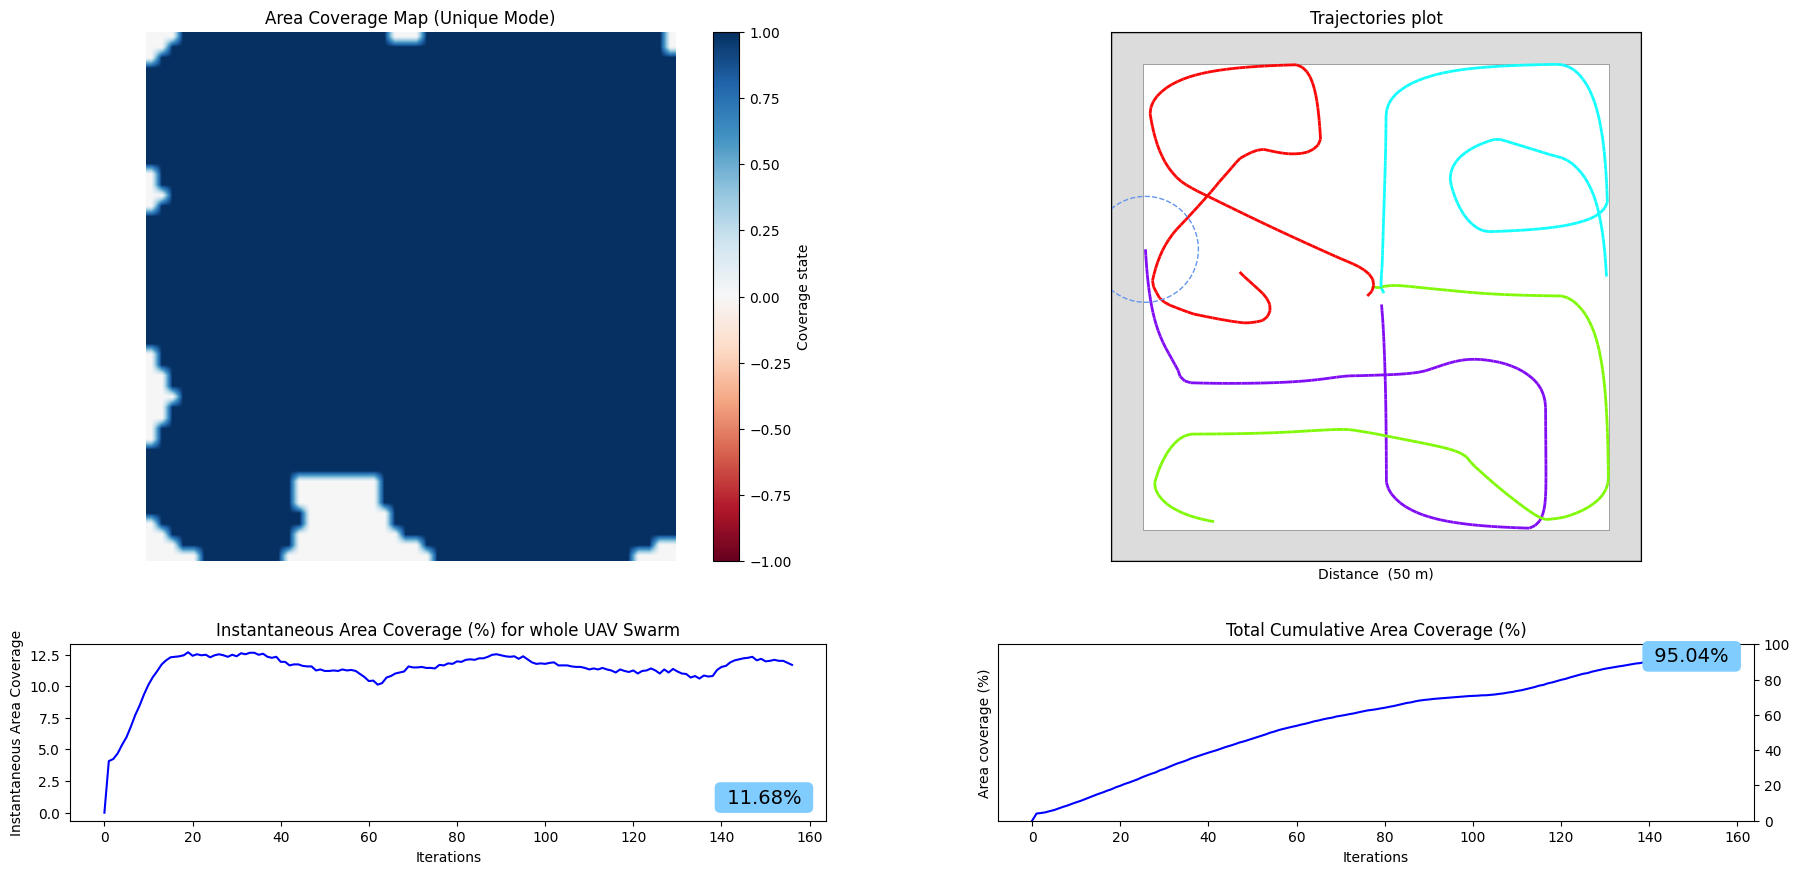 Area Coverage Map (Unique Mode)
1.00
0.75
0.50
0.25
0.00
−0.25
−0.50
−0.75
−1.00
Coverage state
Trajectories plot
Distance  (50 m)
Instantaneous Area Coverage (%) for whole UAV Swarm
Instantaneous Area Coverage
12.5
10.0
7.5
5.0
2.5
0.0
11.68%
0 20 40 60 80 100 120 140 160
Iterations
Total Cumulative Area Coverage (%)
Area coverage (%)
95.04%
100
80
60
40
20
0
0 20 40 60 80 100 120 140 160
Iterations